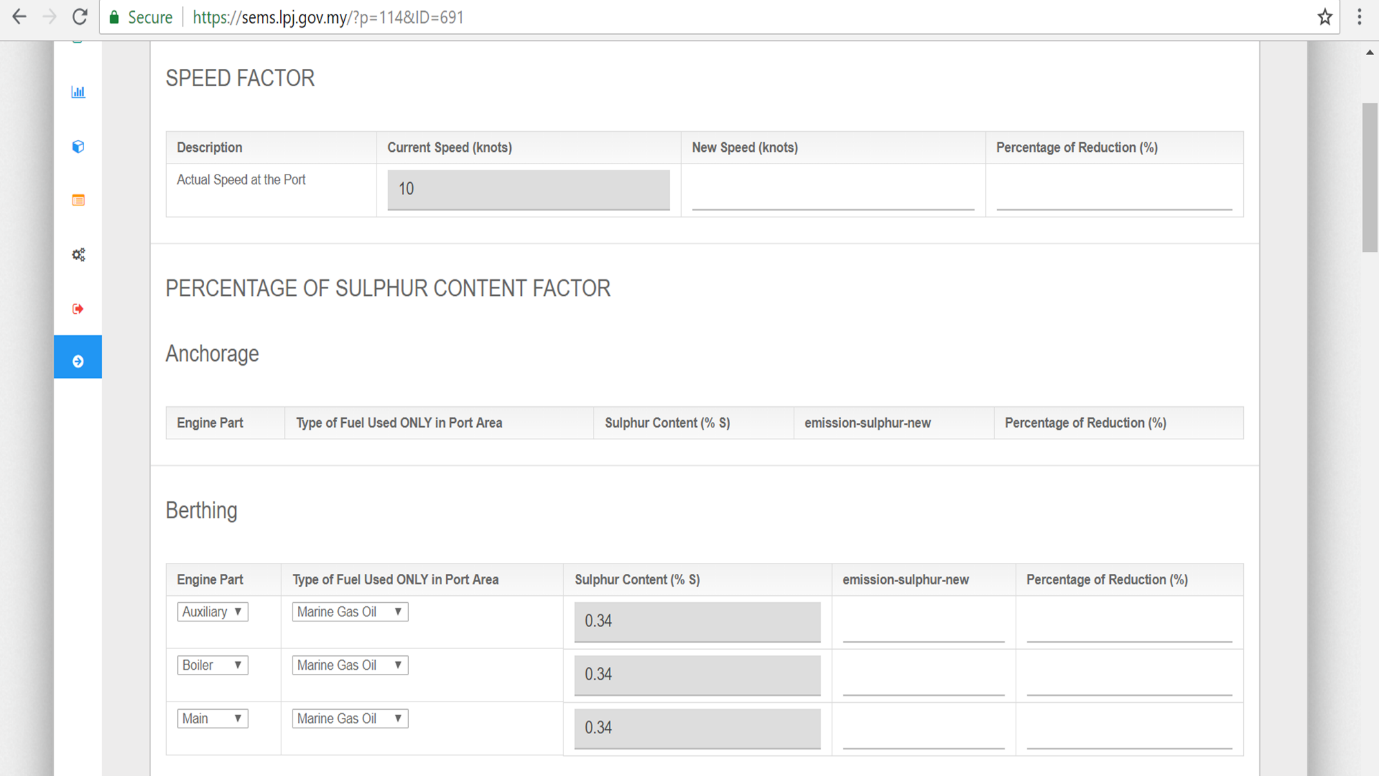 Secure https://sems.lpj.gov.my/?p=114&ID=691
SPEED FACTOR
Description Current Speed (knots) New Speed (knots) Percentage of Reduction (%)
Actual Speed at the Port 10
PERCENTAGE OF SULPHUR CONTENT FACTOR
Anchorage
Engine Part Type of Fuel Used ONLY in Port Area Sulphur Content (% S) emission-sulphur-new Percentage of Reduction (%)
Berthing
Engine Part Type of Fuel Used ONLY in Port Area Sulphur Content (% S) emission-sulphur-new Percentage of Reduction (%)
Auxiliary Marine Gas Oil 0.34
Boiler Marine Gas Oil 0.34
Main Marine Gas Oil 0.34